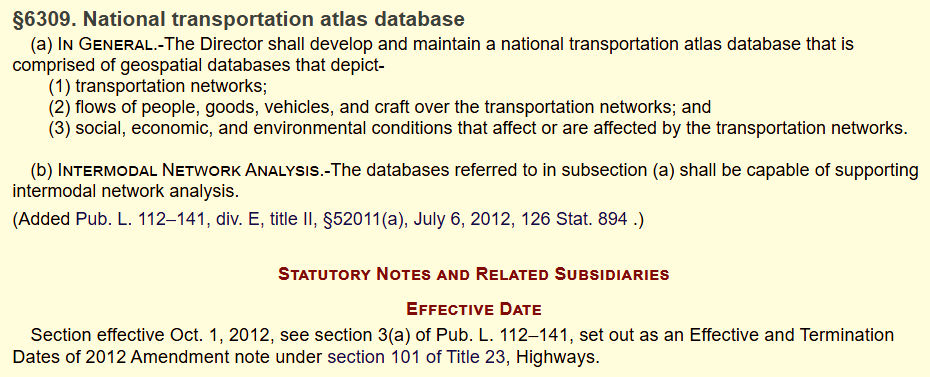 §6309. National transportation atlas database
(a) IN GENERAL.-The Director shall develop and maintain a national transportation atlas database that is
comprised of geospatial databases that depict-
(1) transportation networks;
(2) flows of people, goods, vehicles, and craft over the transportation networks; and
(3) social, economic, and environmental conditions that affect or are affected by the transportation networks.
(b) INTERMODAL NETWORK ANALYSIS.-The databases referred to in subsection (a) shall be capable of supporting
intermodal network analysis.
(Added Pub. L. 112–141, div. E, title II, §52011(a), July 6, 2012, 126 Stat. 894 .)
STATUTORY NOTES AND RELATED SUBSIDIARIES
EFFECTIVE DATE
Section effective Oct. 1, 2012, see section 3(a) of Pub. L. 112–141, set out as an Effective and Termination
Dates of 2012 Amendment note under section 101 of Title 23, Highways.